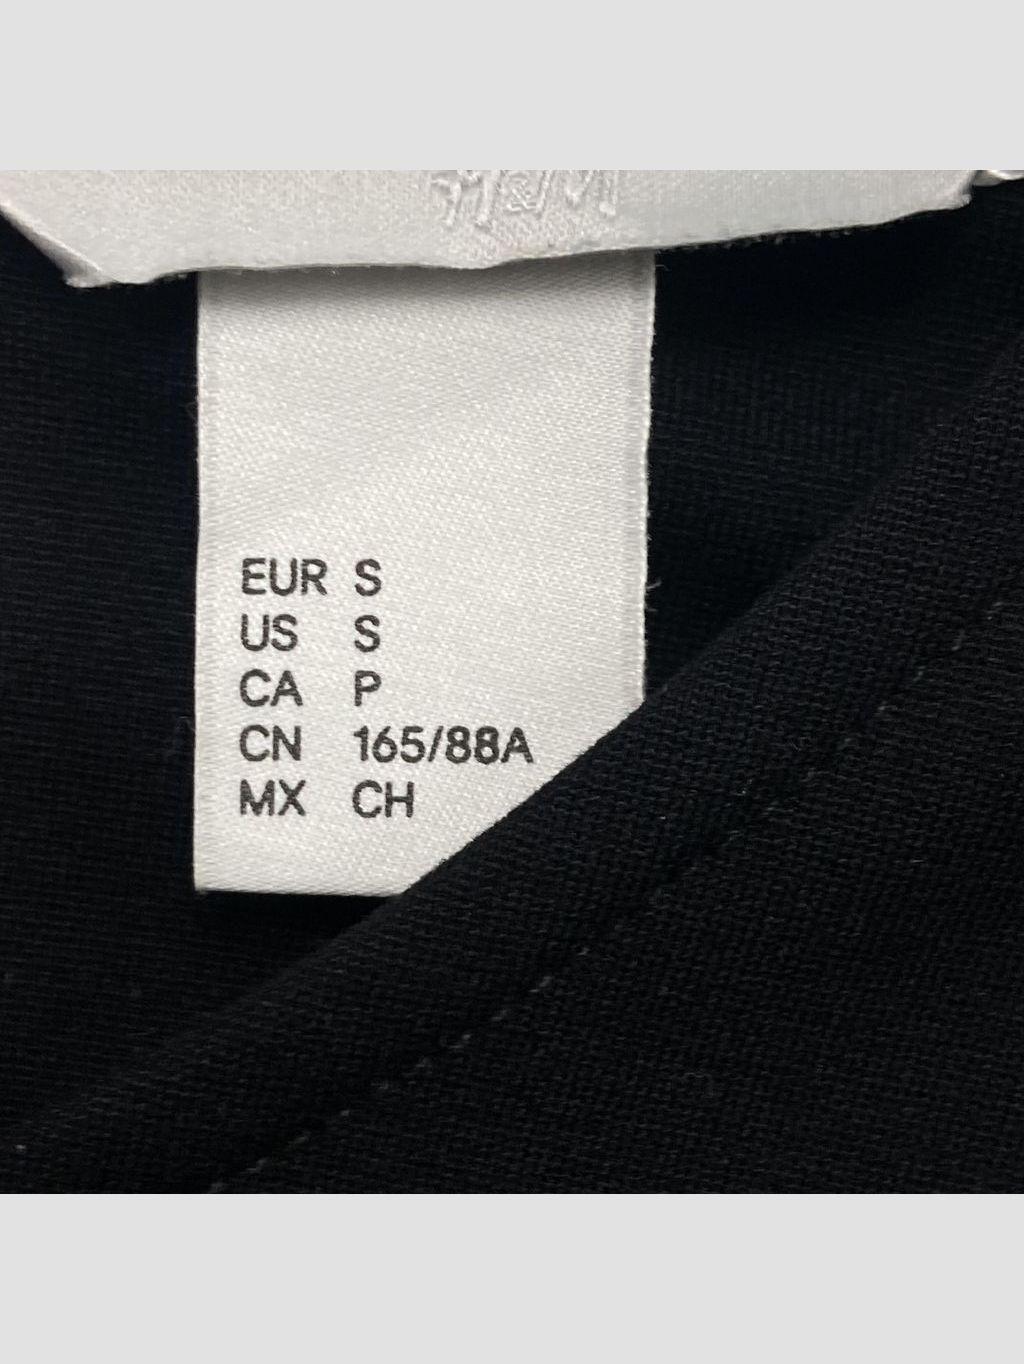 H&M
EUR S
US S
CA P
CN 165/88A
MX CH